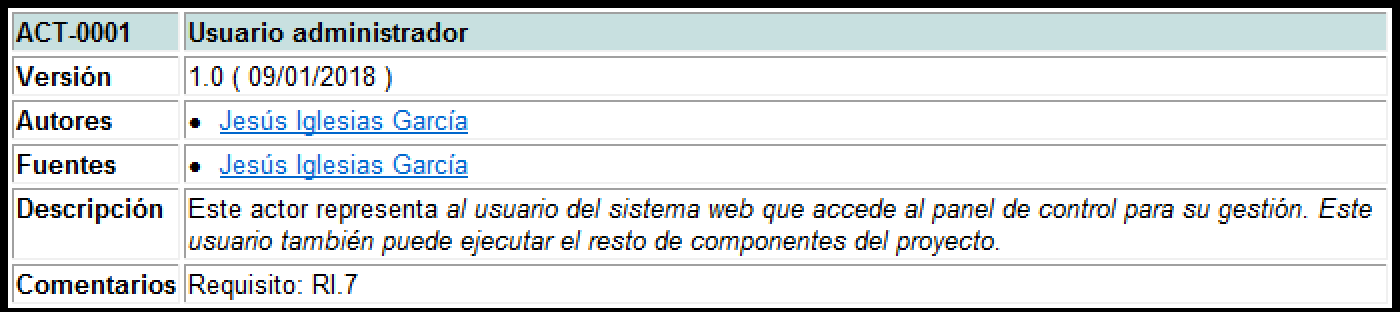 ACT-0001 Usuario administrador
Versión 1.0 ( 09/01/2018 )
Autores • Jesús Iglesias García
Fuentes • Jesús Iglesias García
Descripción Este actor representa al usuario del sistema web que accede al panel de control para su gestión. Este
usuario también puede ejecutar el resto de componentes del proyecto.
Comentarios Requisito: RI.7